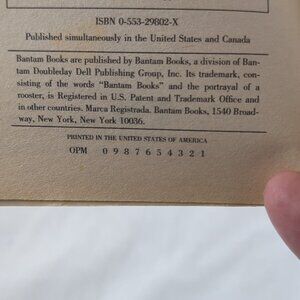 ISBN 0-553-29802-X
Published simultaneously in the United States and Canada
Bantam Books are published by Bantam Books, a division of Ban-
tam Doubleday Dell Publishing Group, Inc. Its trademark, con-
sisting of the words "Bantam Books" and the portrayal of a
rooster, is Registered in U.S. Patent and Trademark Office and
in other countries. Marca Registrada. Bantam Books, 1540 Broad-
way, New York, New York 10036.
PRINTED IN THE UNITED STATES OF AMERICA
OPM 0 9 8 7 6 5 4 3 2 1